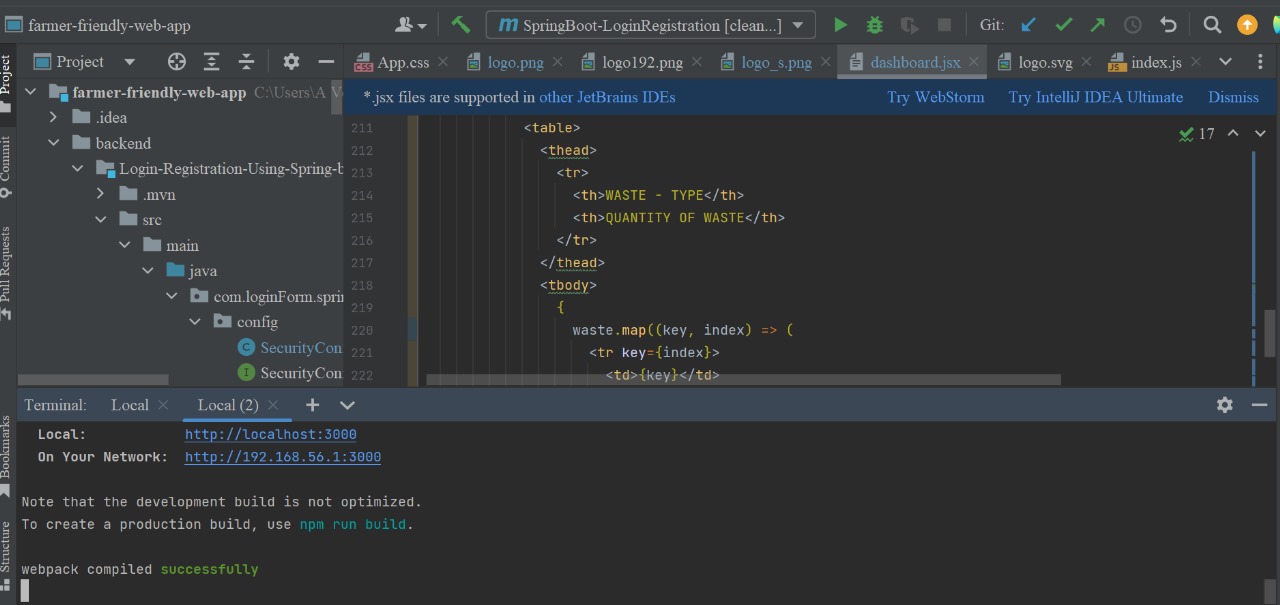 farmer-friendly-web-app
SpringBoot-LoginRegistration [clean...]
Git:
Project
App.css
logo.png
logo192.png
logo_s.png
dashboard.jsx
logo.svg
index.js
Project
Commit
Pull Requests
Bookmarks
Structure
farmer-friendly-web-app C:\Users\A
.idea
backend
Login-Registration-Using-Spring-b
.mvn
src
main
java
com.loginForm.spri
config
SecurityCon
SecurityCon
*.jsx files are supported in other JetBrains IDEs
Try WebStorm
Try IntelliJ IDEA Ultimate
Dismiss
17
211 <table>
212 <thead>
213 <tr>
214 <th>WASTE - TYPE</th>
215 <th>QUANTITY OF WASTE</th>
216 </tr>
217 </thead>
218 <tbody>
219 {
220 waste.map((key, index) => (
221 <tr key={index}>
222 <td>{key}</td>
Terminal:
Local
Local (2)
Local: http://localhost:3000
On Your Network: http://192.168.56.1:3000
Note that the development build is not optimized.
To create a production build, use npm run build.
webpack compiled successfully